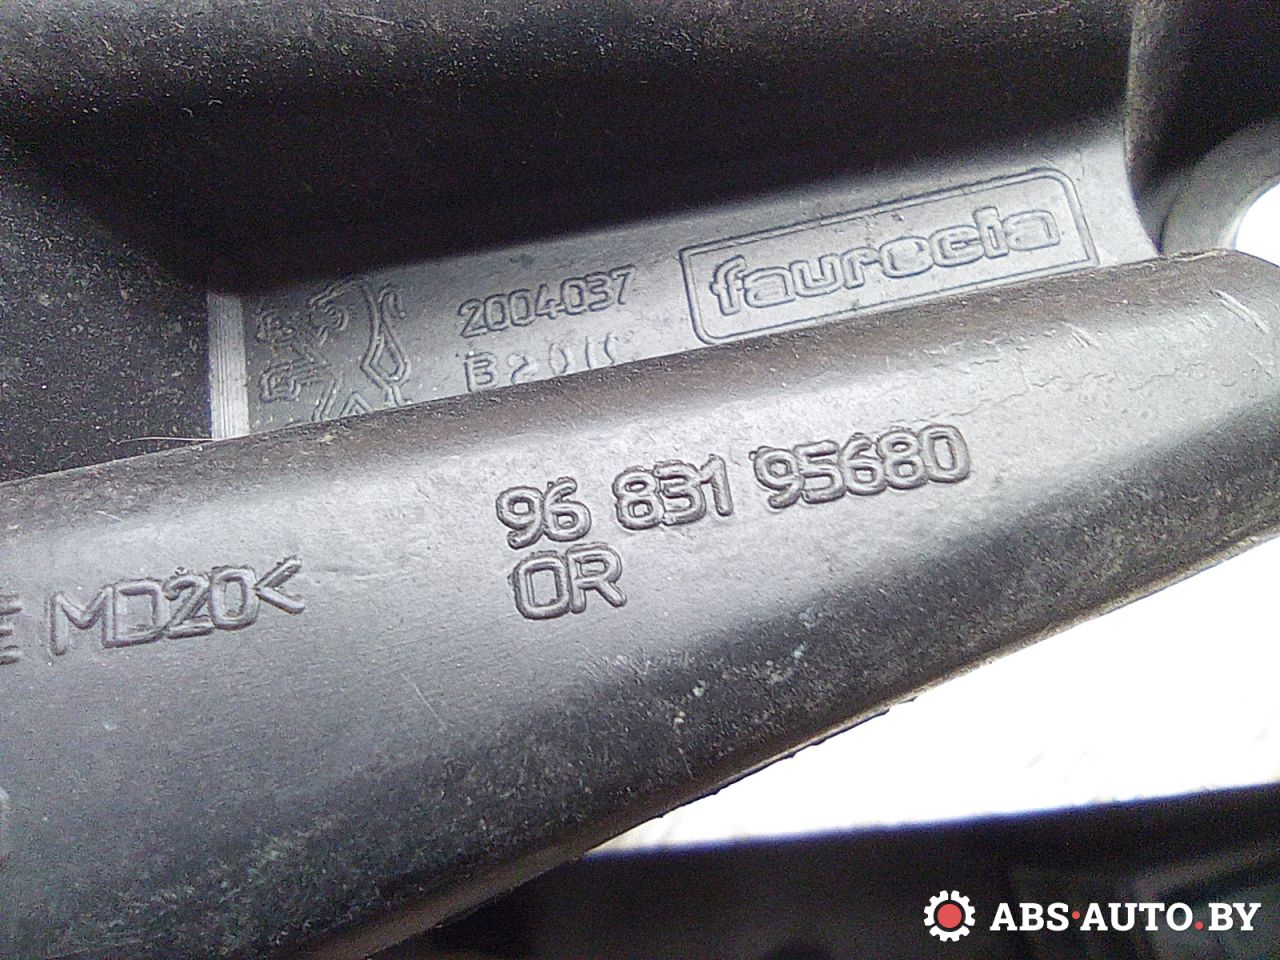 2004037
faurecia
96 831 95680
OR
MD20<
ABS·AUTO.BY